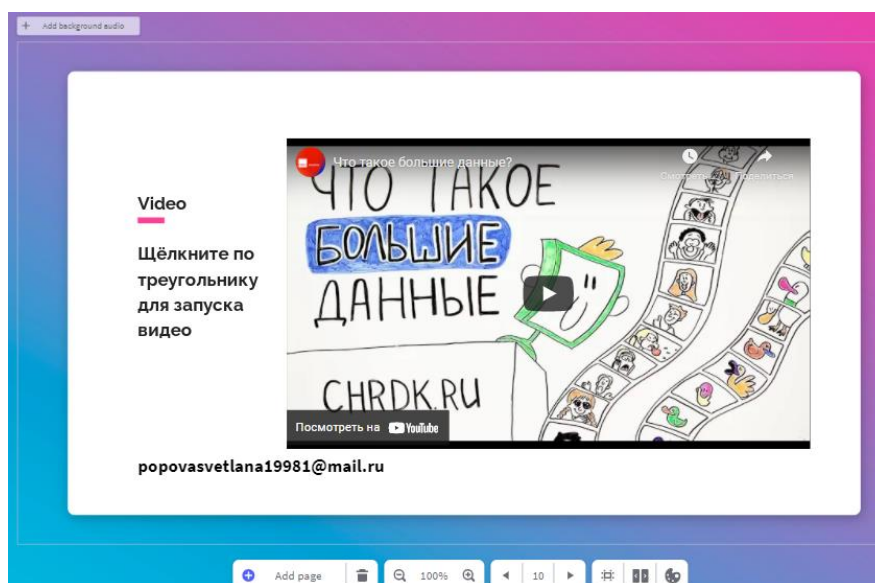 + Add background audio
Что такое большие данные?
Смотреть... Поделиться
ЧТО ТАКОЕ
БОЛЬШИЕ
ДАННЫЕ
CHRDK.RU
Посмотреть на YouTube
Video
Щёлкните по
треугольнику
для запуска
видео
popovasvetlana19981@mail.ru
Add page 100% 10